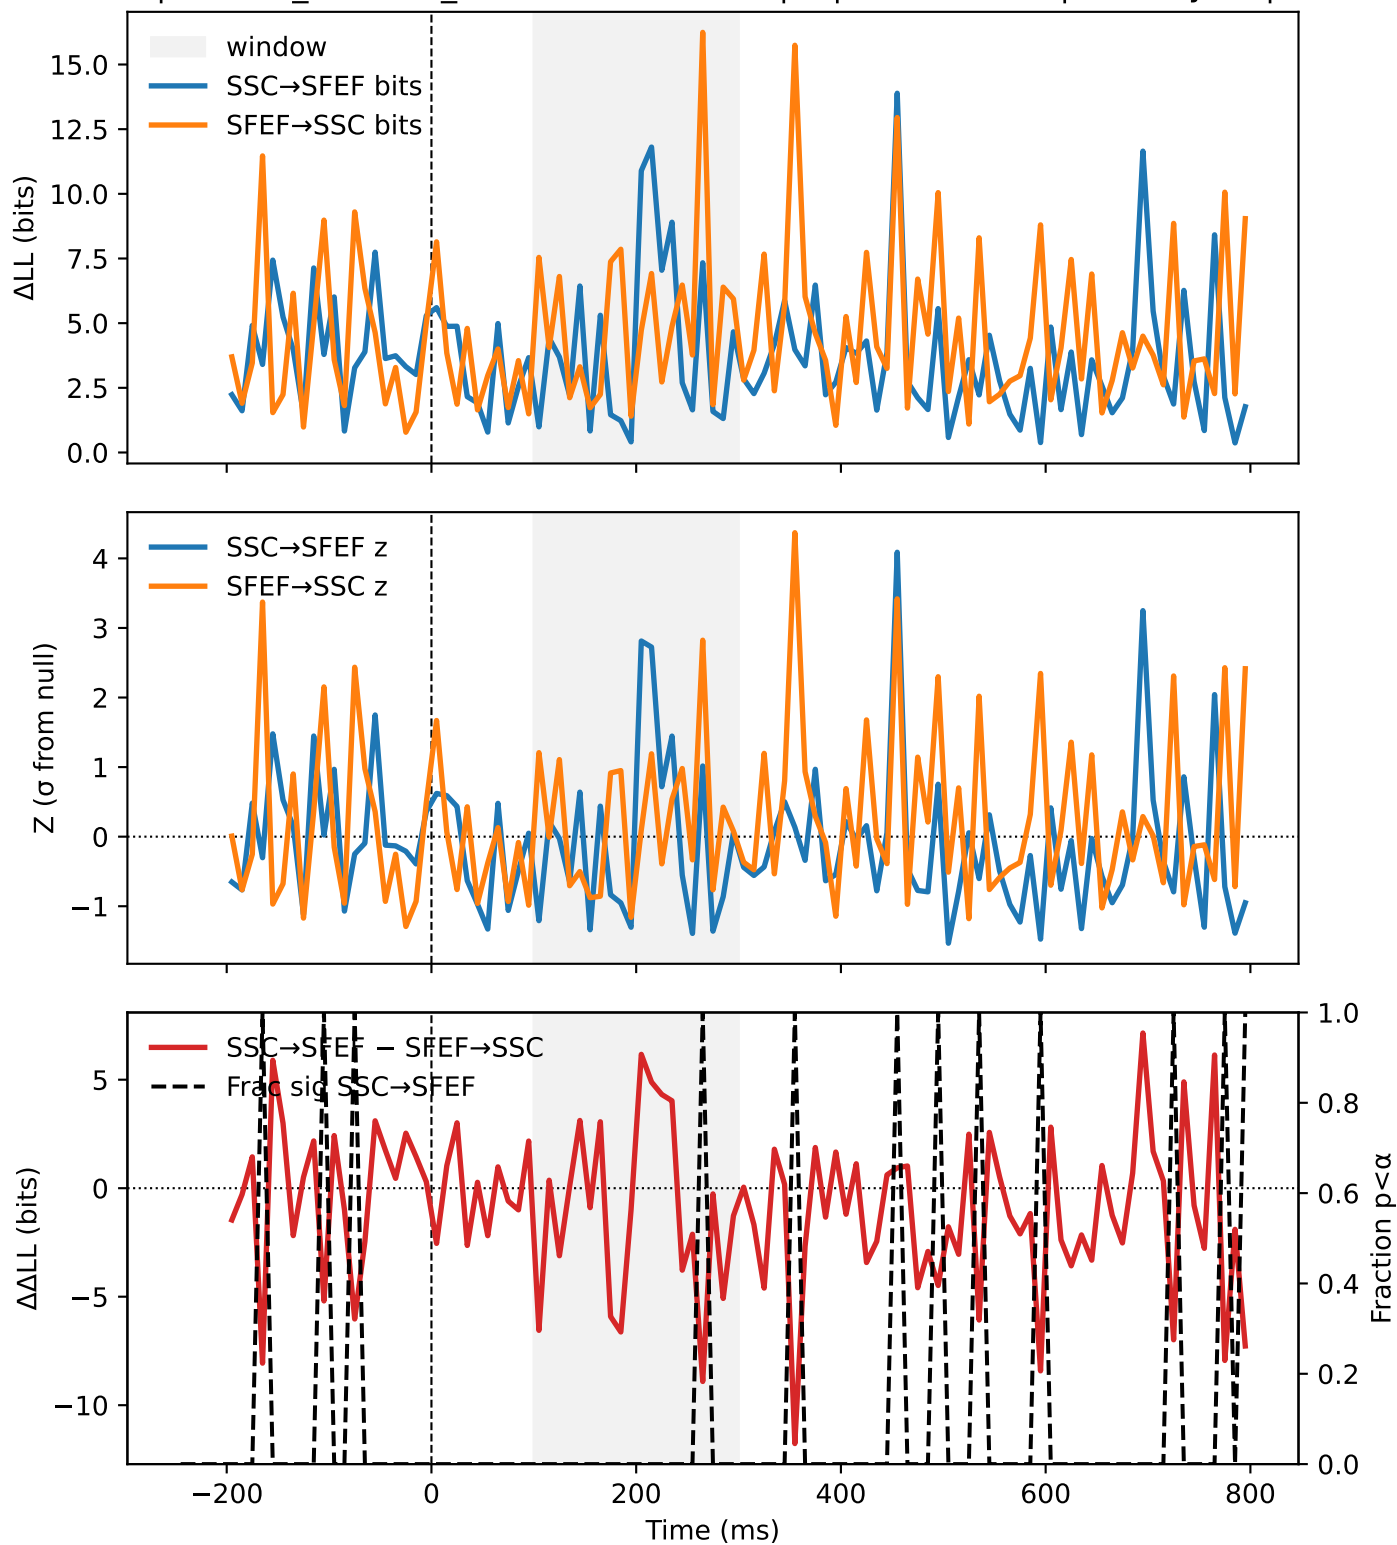 window
SSC→SFEF bits
SFEF→SSC bits
ΔLL (bits)
15.0
12.5
10.0
7.5
5.0
2.5
0.0
SSC→SFEF z
SFEF→SSC z
Z (σ from null)
4
3
2
1
0
−1
SSC→SFEF − SFEF→SSC
Frac sig SSC→SFEF
ΔΔLL (bits)
5
0
−5
−10
1.0
0.8
0.6
0.4
0.2
0.0
Fraction p<α
−200 0 200 400 600 800
Time (ms)